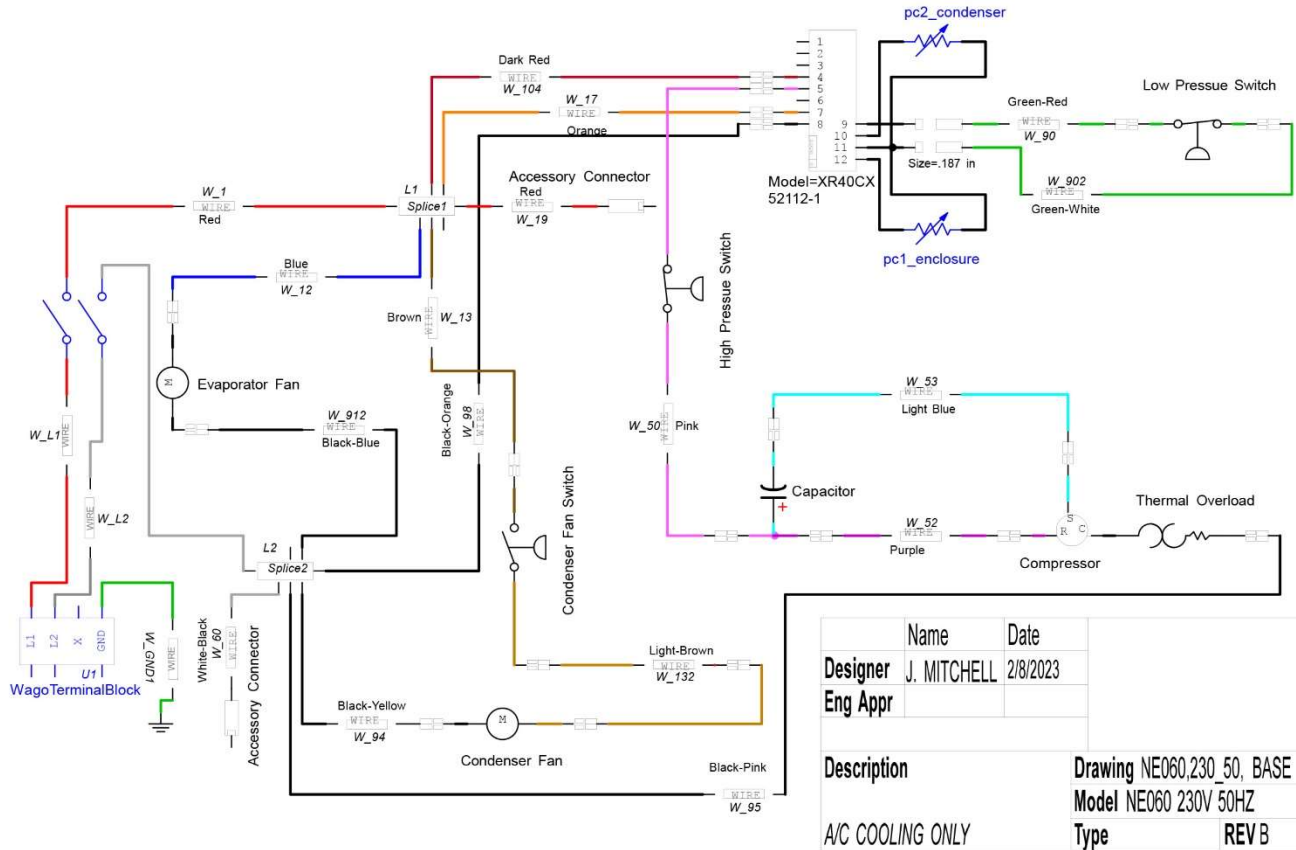 pc2_condenser
1
2
3
4
5
6
7
8
9
10
11
12
Dark Red
WIRE
W_104
W_17
WIRE
Orange
Green-Red
WIRE
W_90
Low Pressue Switch
Size=.187 in
W_902
WIRE
Green-White
Model=XR40CX
52112-1
pc1_enclosure
W_1
WIRE
Red
L1
Splice1
Accessory Connector
Red
WIRE
W_19
Blue
WIRE
W_12
Brown
WIRE
W_13
High Pressue Switch
M
Evaporator Fan
W_912
WIRE
Black-Blue
Black-Orange
W_98
WIRE
W_50
WIRE
Pink
W_53
WIRE
Light Blue
W_L1
WIRE
WIRE
W_L2
Capacitor
+
Thermal Overload
W_52
WIRE
Purple
S
R
C
Compressor
L2
Splice2
Condenser Fan Switch
L1
L2
X
GND
U1
WagoTerminalBlock
W_GND1
WIRE
White-Black
W_60
WIRE
Accessory Connector
Light-Brown
WIRE
W_132
Black-Yellow
WIRE
W_94
M
Condenser Fan
Black-Pink
WIRE
W_95
Name Date
Designer J. MITCHELL 2/8/2023
Eng Appr
Description
Drawing NE060,230_50, BASE
Model NE060 230V 50HZ
A/C COOLING ONLY
Type REV B